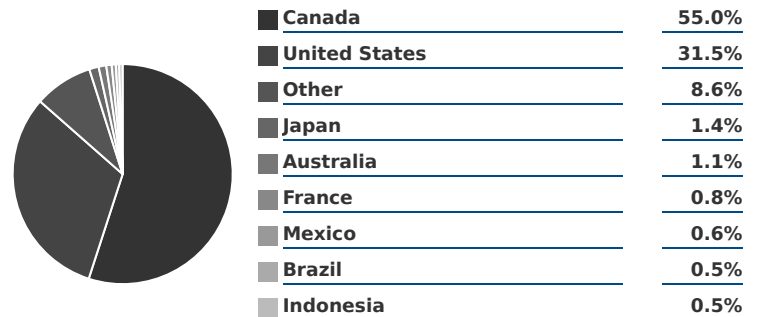 Canada 55.0%
United States 31.5%
Other 8.6%
Japan 1.4%
Australia 1.1%
France 0.8%
Mexico 0.6%
Brazil 0.5%
Indonesia 0.5%